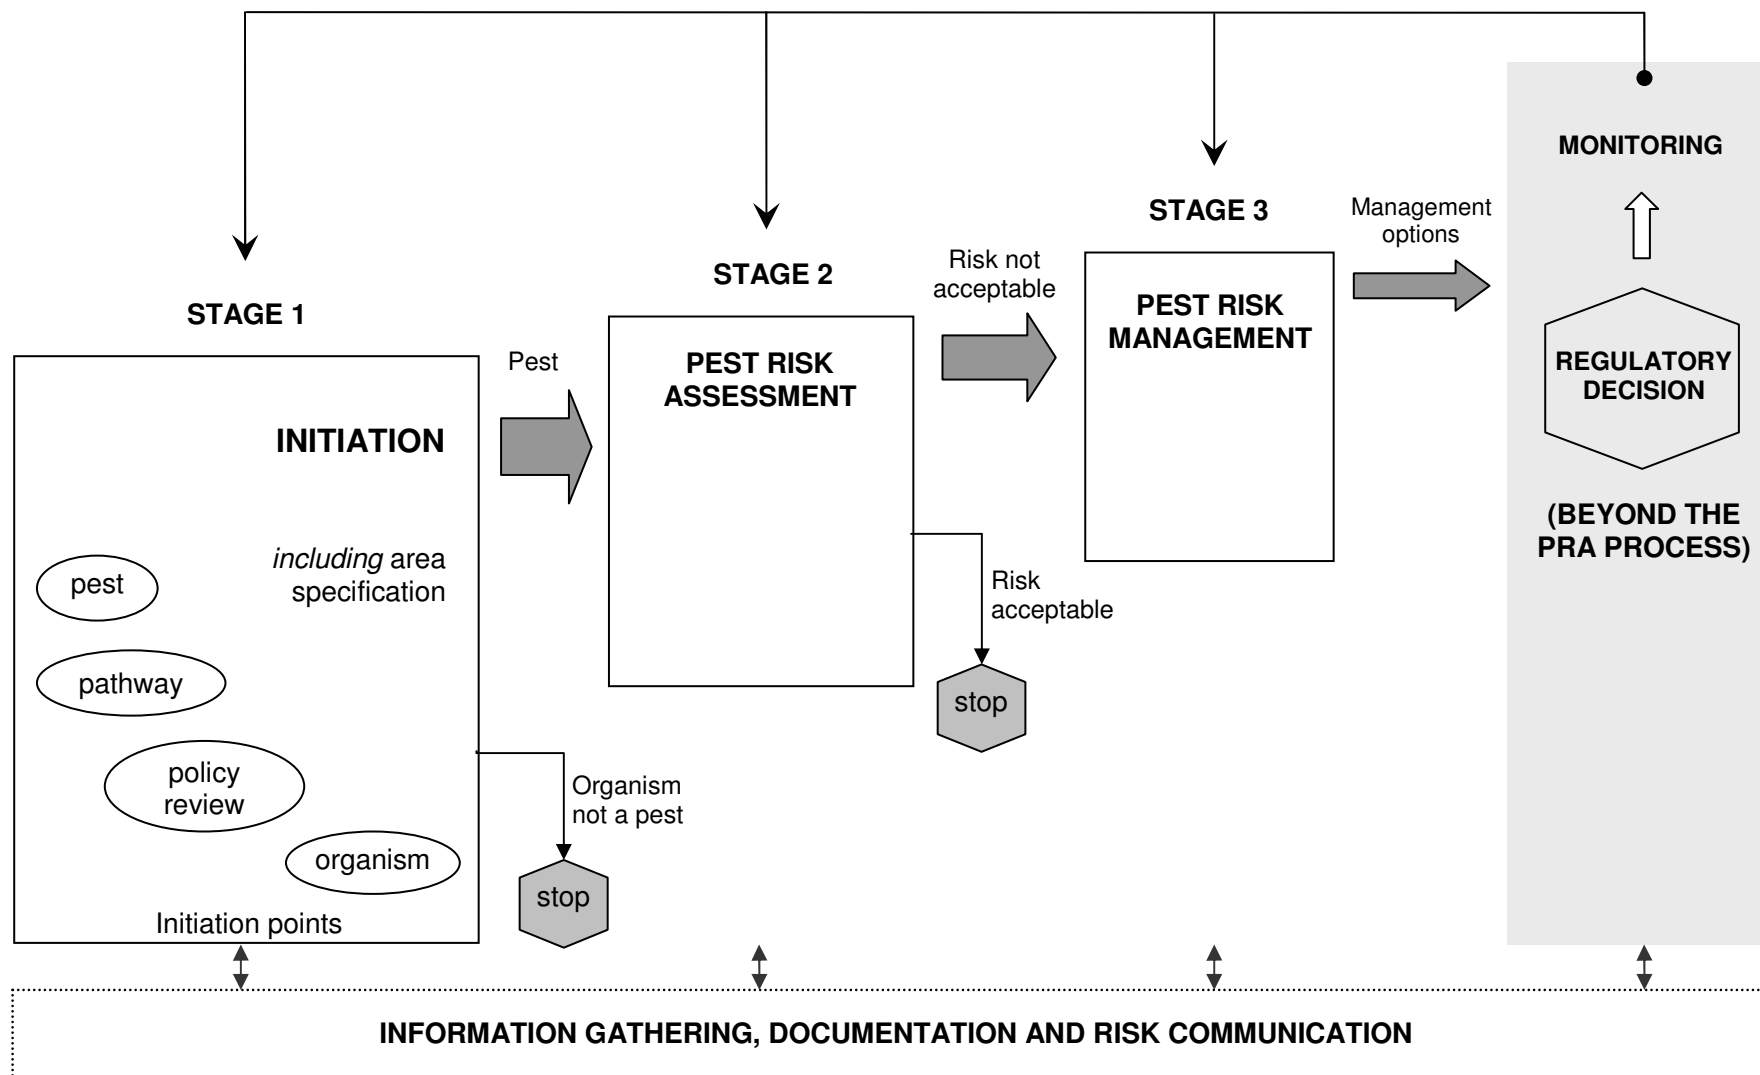 STAGE 1
INITIATION
including area
specification
pest
pathway
policy
review
organism
Initiation points
Pest
Organism
not a pest
stop
STAGE 2
PEST RISK
ASSESSMENT
Risk not
acceptable
Risk
acceptable
stop
STAGE 3
PEST RISK
MANAGEMENT
Management
options
MONITORING
REGULATORY
DECISION
(BEYOND THE
PRA PROCESS)
INFORMATION GATHERING, DOCUMENTATION AND RISK COMMUNICATION